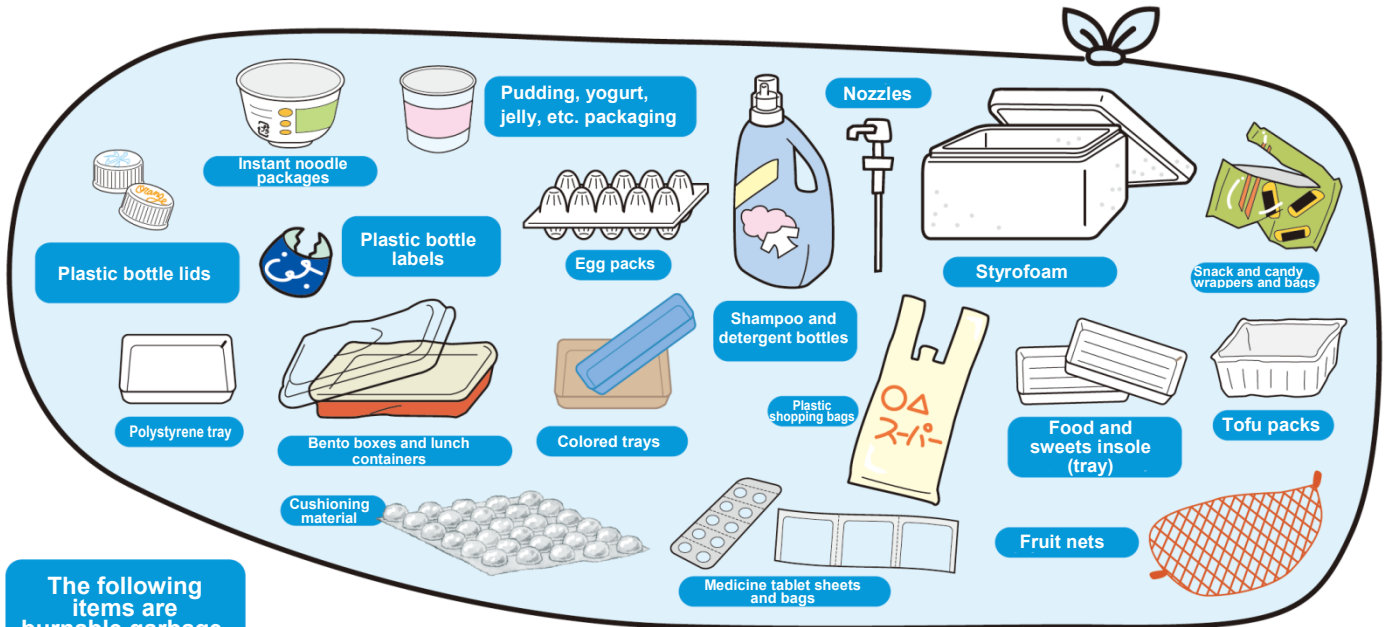 Pudding, yogurt,
jelly, etc. packaging
Nozzles
Instant noodle
packages
Orange
Plastic bottle lids
Plastic bottle
labels
Egg packs
Styrofoam
Snack and candy
wrappers and bags
Shampoo and
detergent bottles
Polystyrene tray
Bento boxes and lunch
containers
Colored trays
Plastic
shopping bags
○△
スーパー
Food and
sweets insole
(tray)
Tofu packs
Cushioning
material
Medicine tablet sheets
and bags
Fruit nets
The following
items are
burnable garbage